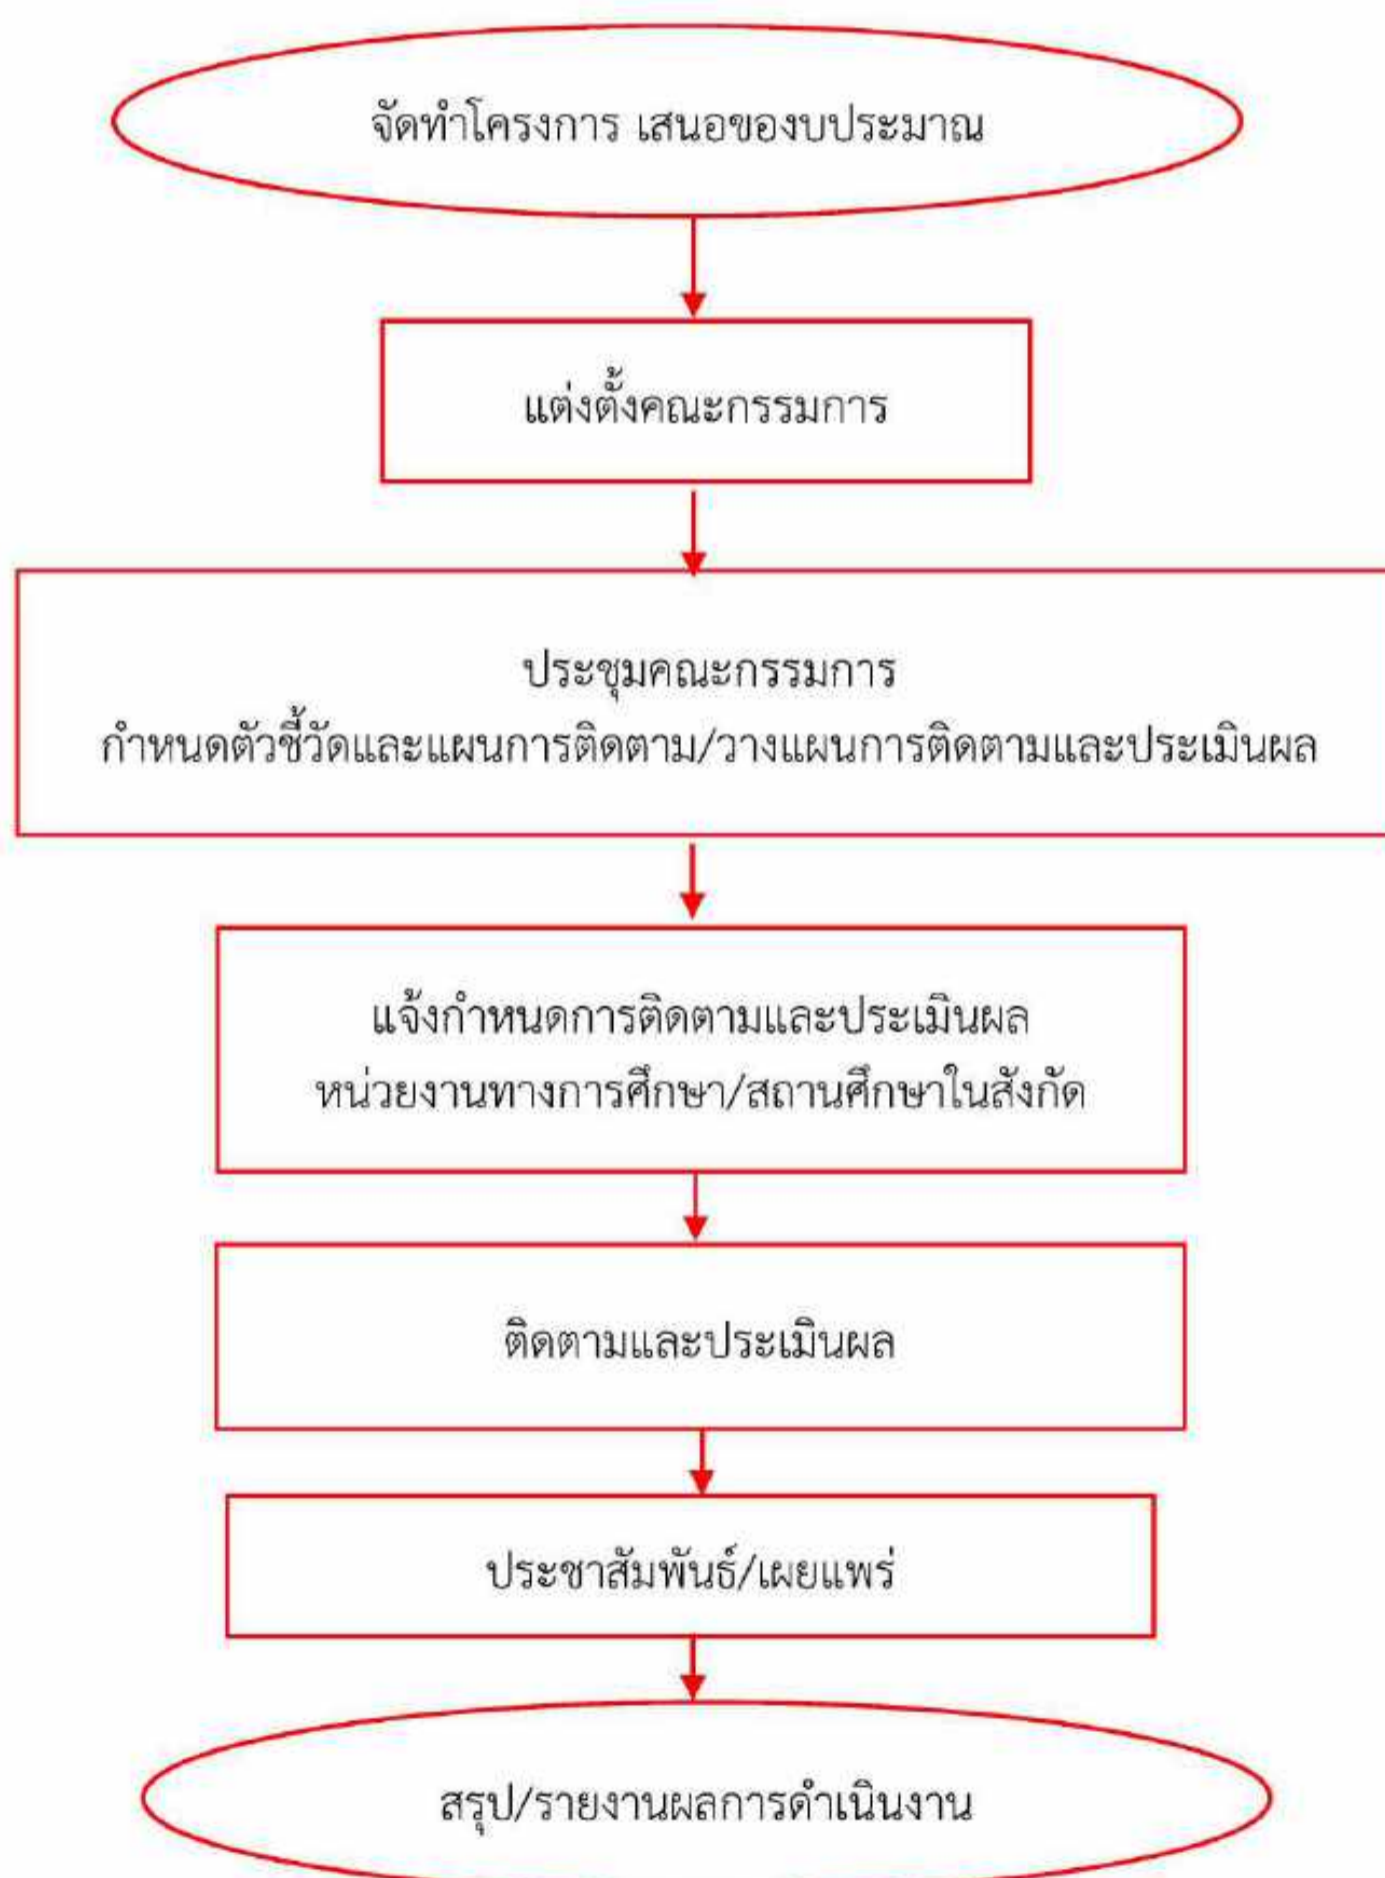 จัดทำโครงการ เสนอของบประมาณ
แต่งตั้งคณะกรรมการ
ประชุมคณะกรรมการ
กำหนดตัวชี้วัดและแผนการติดตาม/วางแผนการติดตามและประเมินผล
แจ้งกำหนดการติดตามและประเมินผล
หน่วยงานทางการศึกษา/สถานศึกษาในสังกัด
ติดตามและประเมินผล
ประชาสัมพันธ์/เผยแพร่
สรุป/รายงานผลการดำเนินงาน